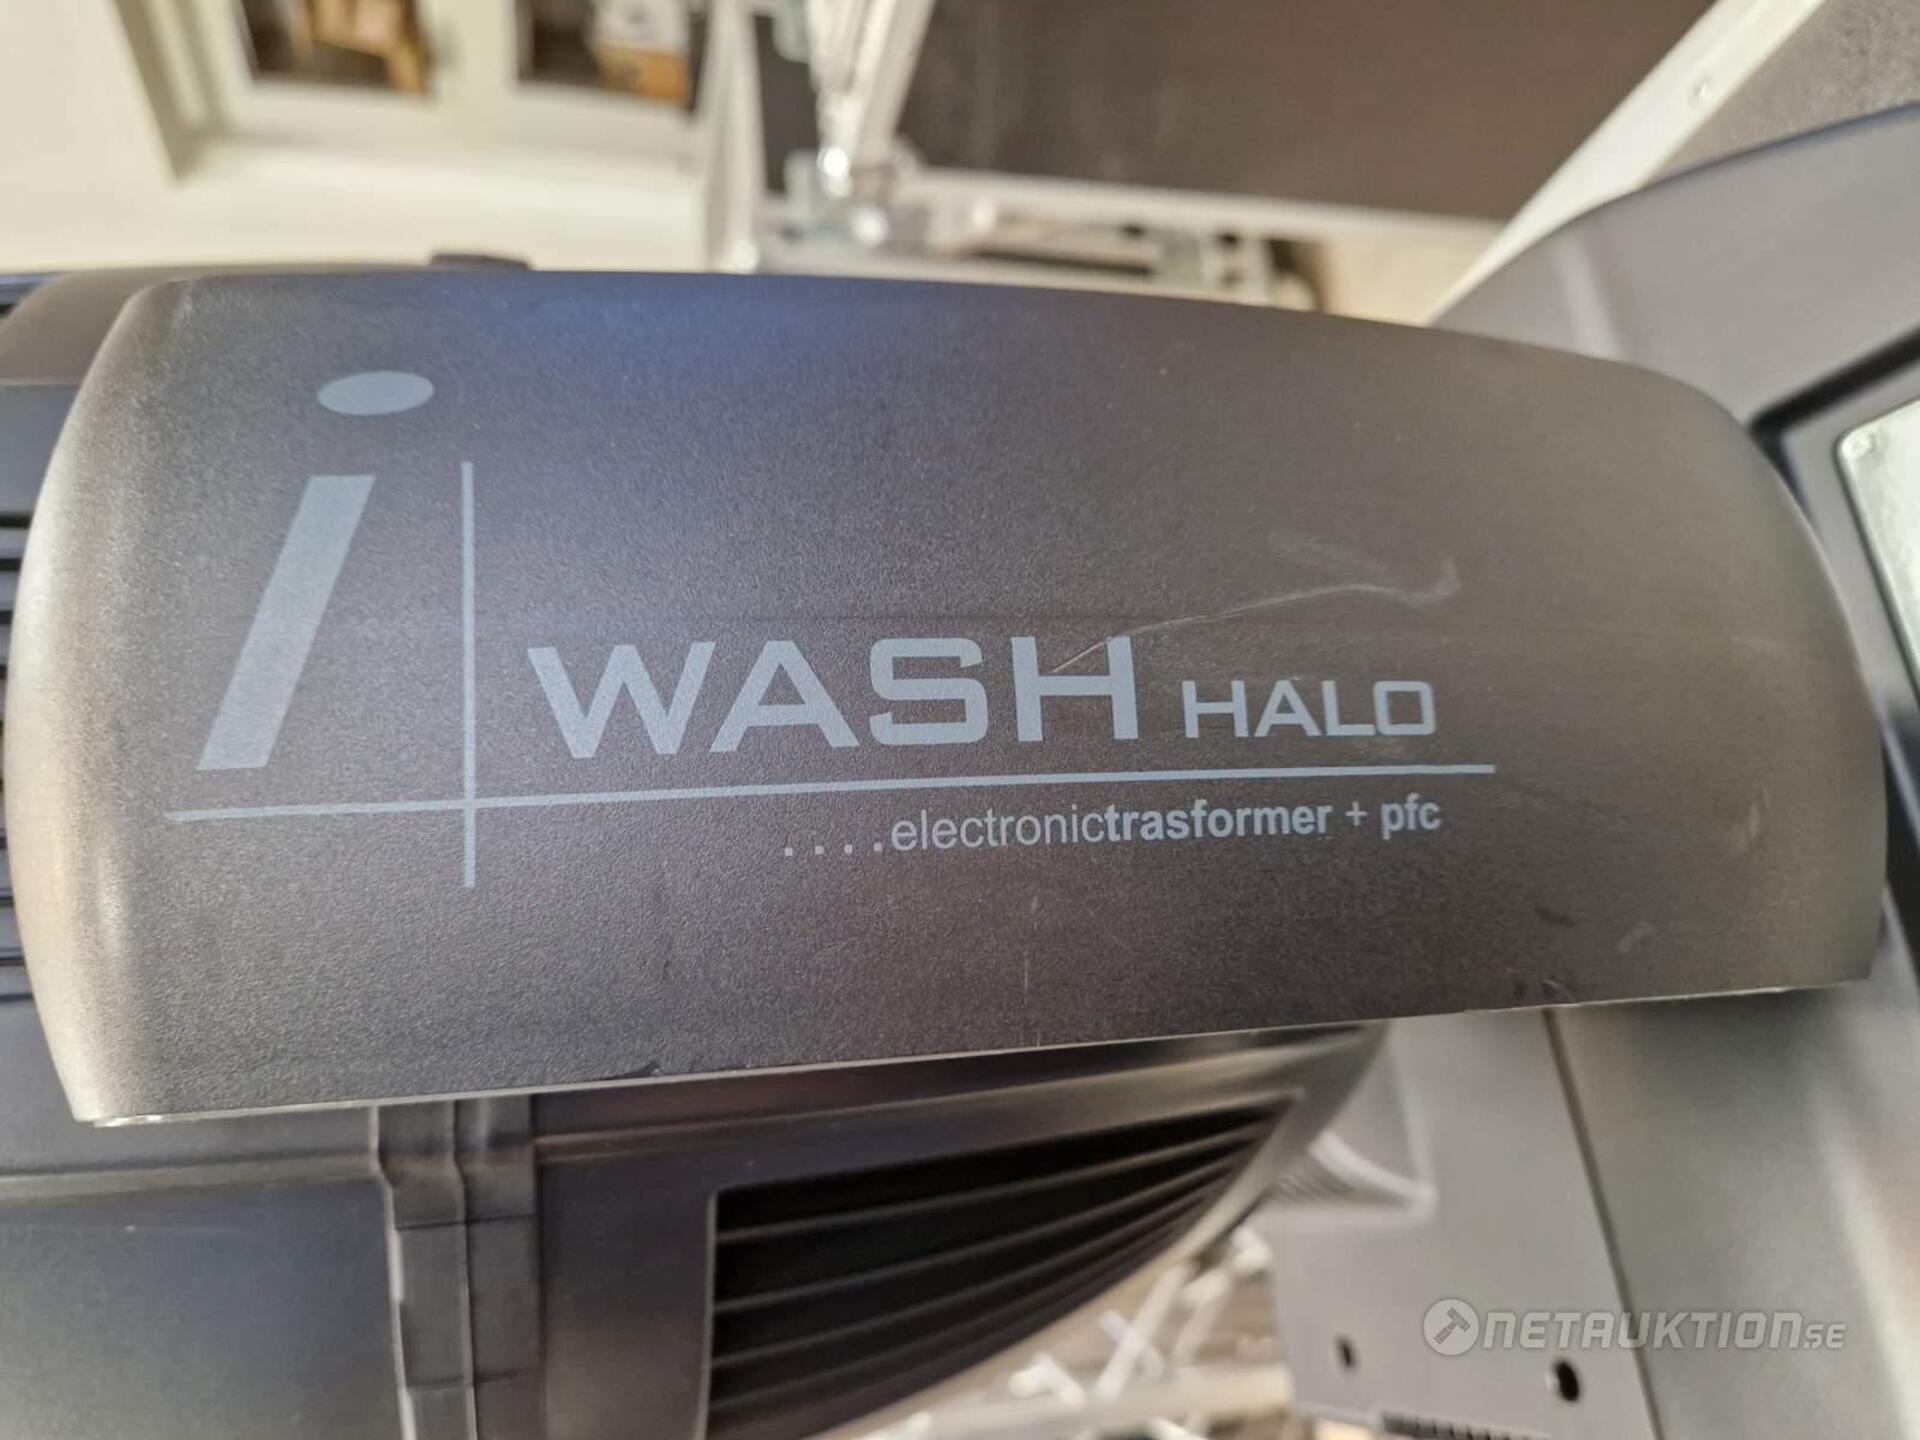 i WASH HALO
....electronictrasformer + pfc
NETAUKTION.SE